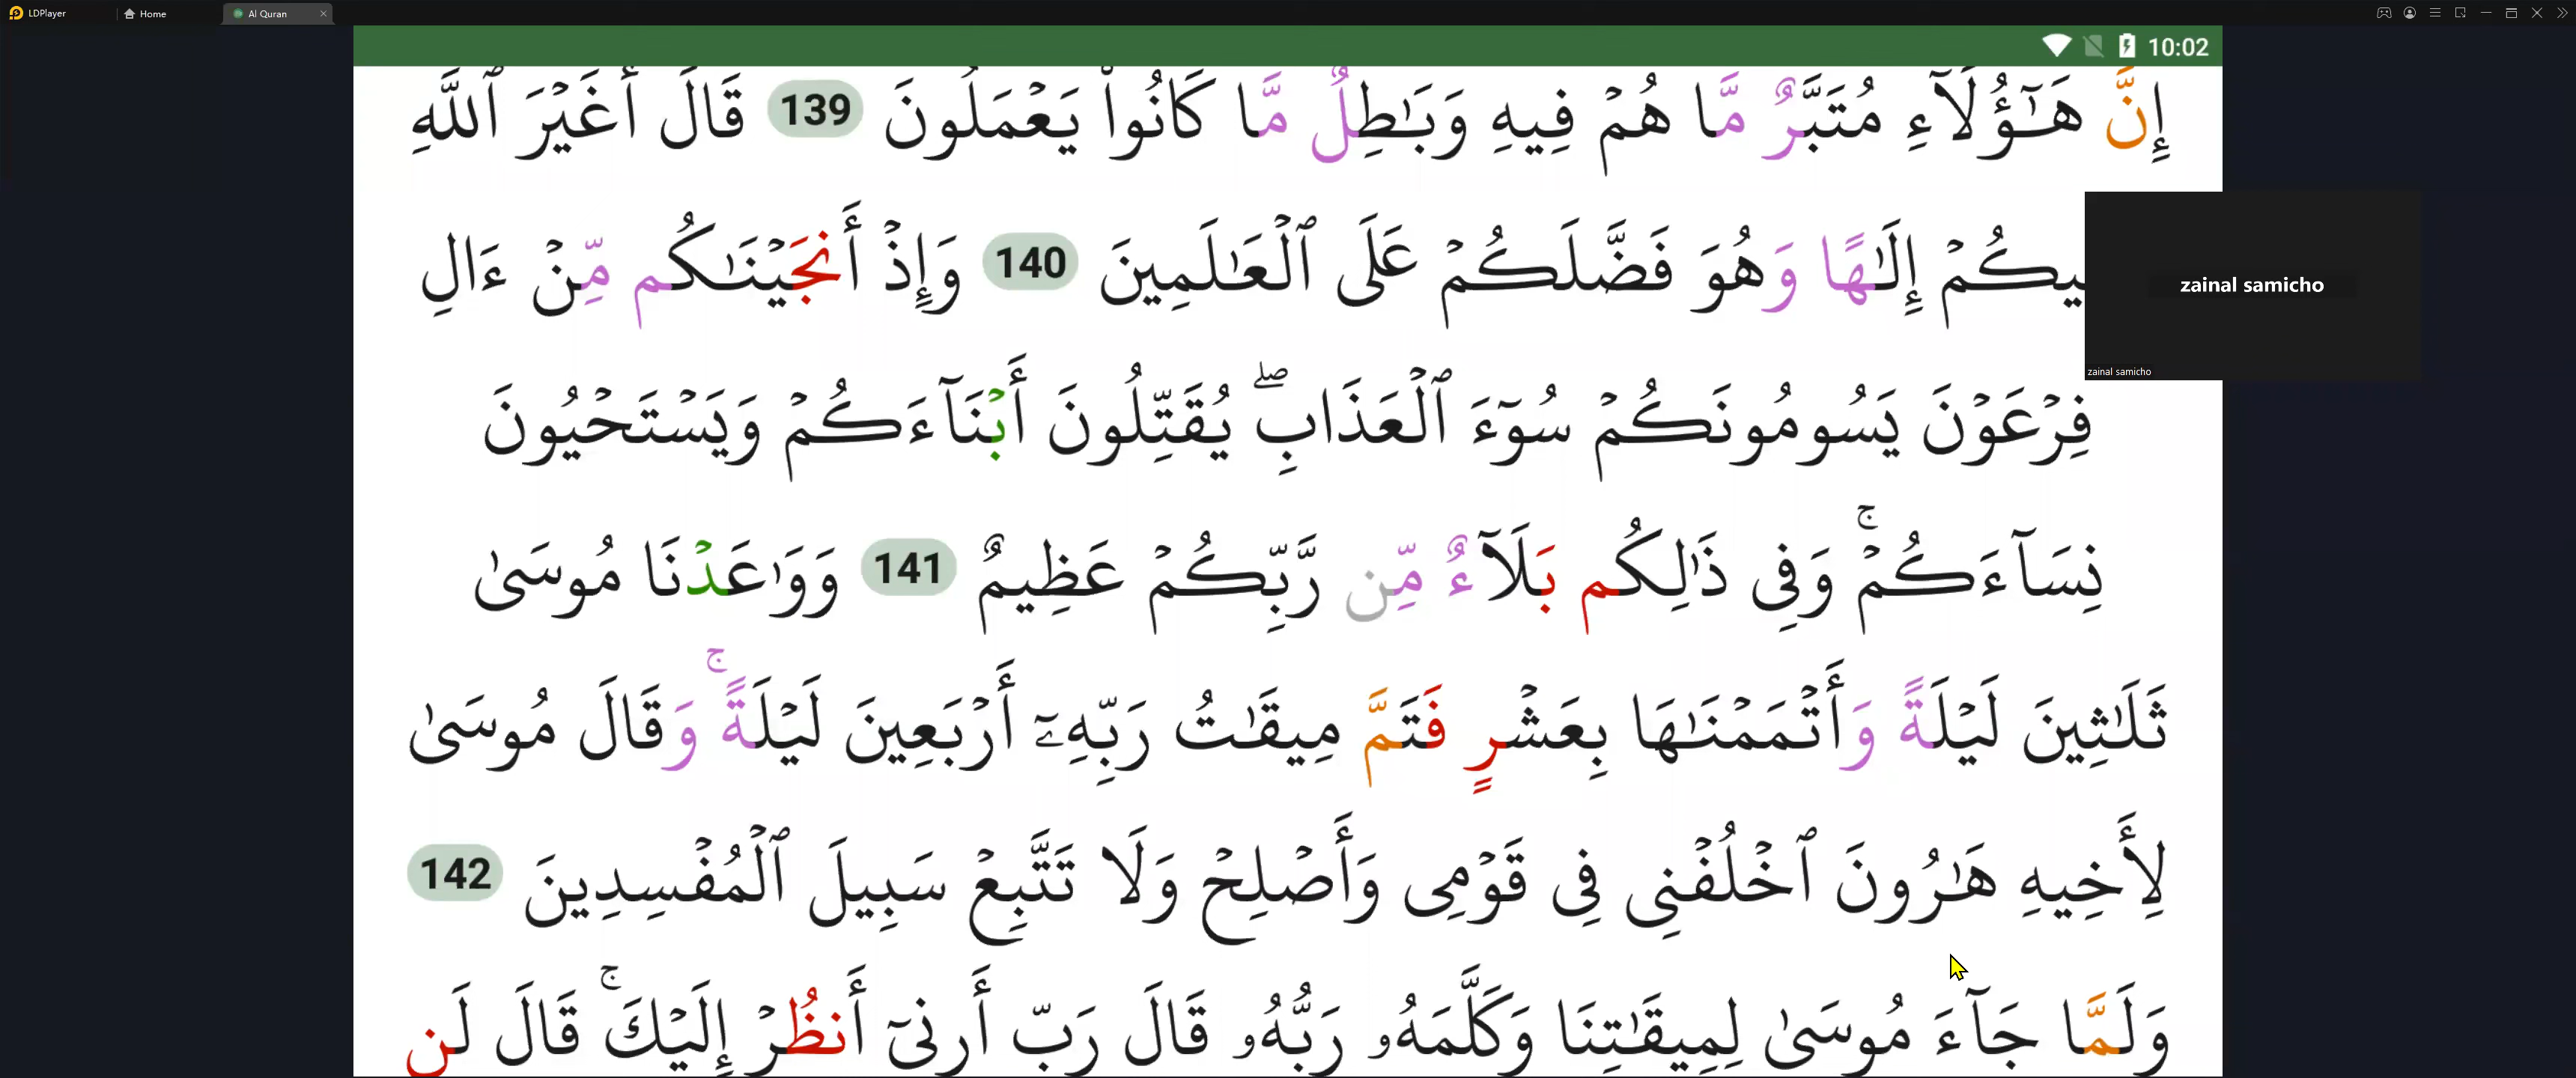 LDPlayer Home Al Quran
10:02
إِنَّ هَـٰٓؤُلَآءِ مُتَبَّرٌ مَّا هُمْ فِيهِ وَبَـٰطِلٌ مَّا كَانُوا۟ يَعْمَلُونَ 139 قَالَ أَغَيْرَ ٱللَّهِ
يكُمْ إِلَـٰهًا وَهُوَ فَضَّلَكُمْ عَلَى ٱلْعَـٰلَمِينَ 140 وَإِذْ أَنجَيْنَـٰكُم مِّنْ ءَالِ
zainal samicho
zainal samicho
فِرْعَوْنَ يَسُومُونَكُمْ سُوٓءَ ٱلْعَذَابِ ۖ يُقَتِّلُونَ أَبْنَآءَكُمْ وَيَسْتَحْيُونَ
نِسَآءَكُمْ ۚ وَفِى ذَٰلِكُم بَلَآءٌ مِّن رَّبِّكُمْ عَظِيمٌ 141 وَوَٰعَدْنَا مُوسَىٰ
ثَلَـٰثِينَ لَيْلَةً وَأَتْمَمْنَـٰهَا بِعَشْرٍ فَتَمَّ مِيقَـٰتُ رَبِّهِۦٓ أَرْبَعِينَ لَيْلَةً ۚ وَقَالَ مُوسَىٰ
لِأَخِيهِ هَـٰرُونَ ٱخْلُفْنِى فِى قَوْمِى وَأَصْلِحْ وَلَا تَتَّبِعْ سَبِيلَ ٱلْمُفْسِدِينَ 142
وَلَمَّا جَآءَ مُوسَىٰ لِمِيقَـٰتِنَا وَكَلَّمَهُۥ رَبُّهُۥ قَالَ رَبِّ أَرِنِىٓ أَنظُرْ إِلَيْكَ ۚ قَالَ لَن